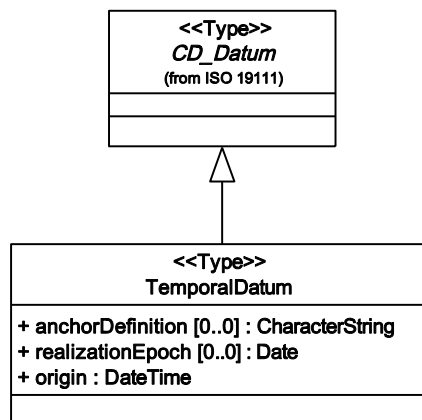 <<Type>>
CD_Datum
(from ISO 19111)
<<Type>>
TemporalDatum
+ anchorDefinition [0..0] : CharacterString
+ realizationEpoch [0..0] : Date
+ origin : DateTime